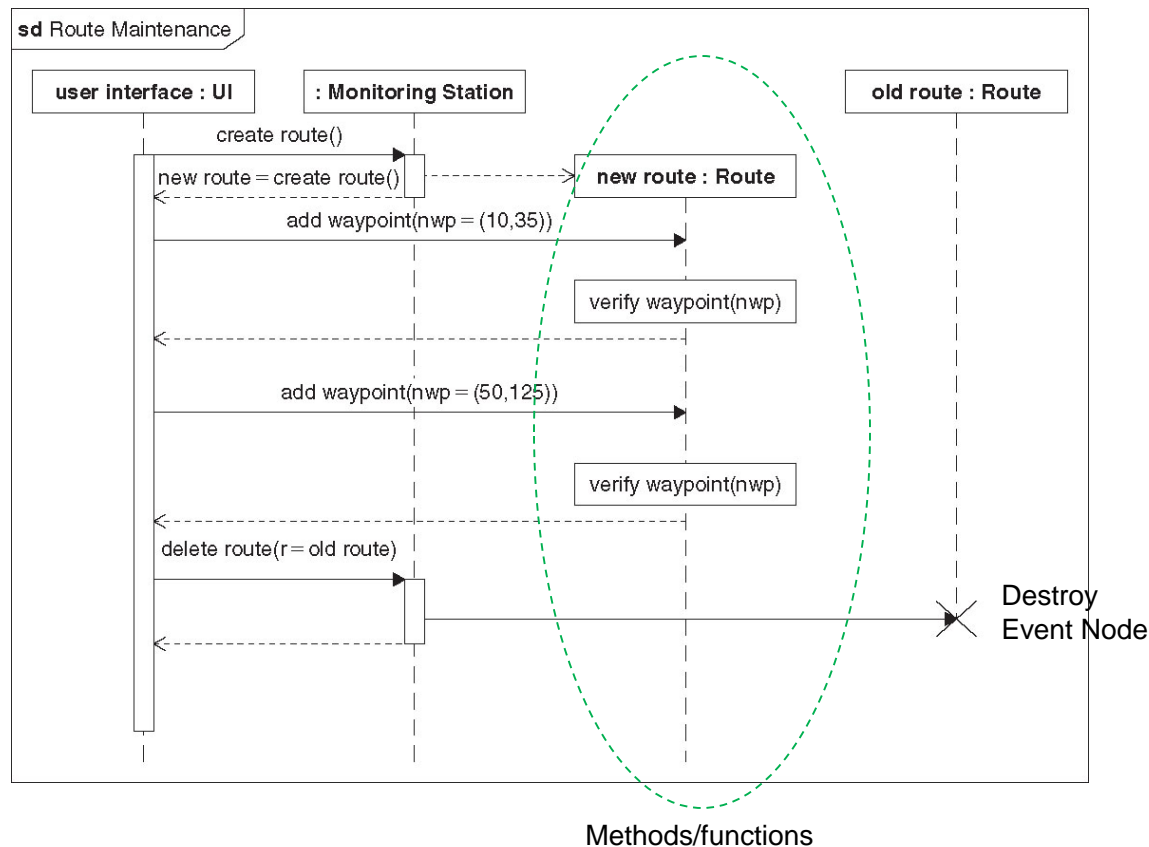 sd Route Maintenance
user interface : UI
: Monitoring Station
old route : Route
create route()
new route = create route()
new route : Route
add waypoint(nwp = (10,35))
verify waypoint(nwp)
add waypoint(nwp = (50,125))
verify waypoint(nwp)
delete route(r = old route)
Destroy
Event Node
Methods/functions